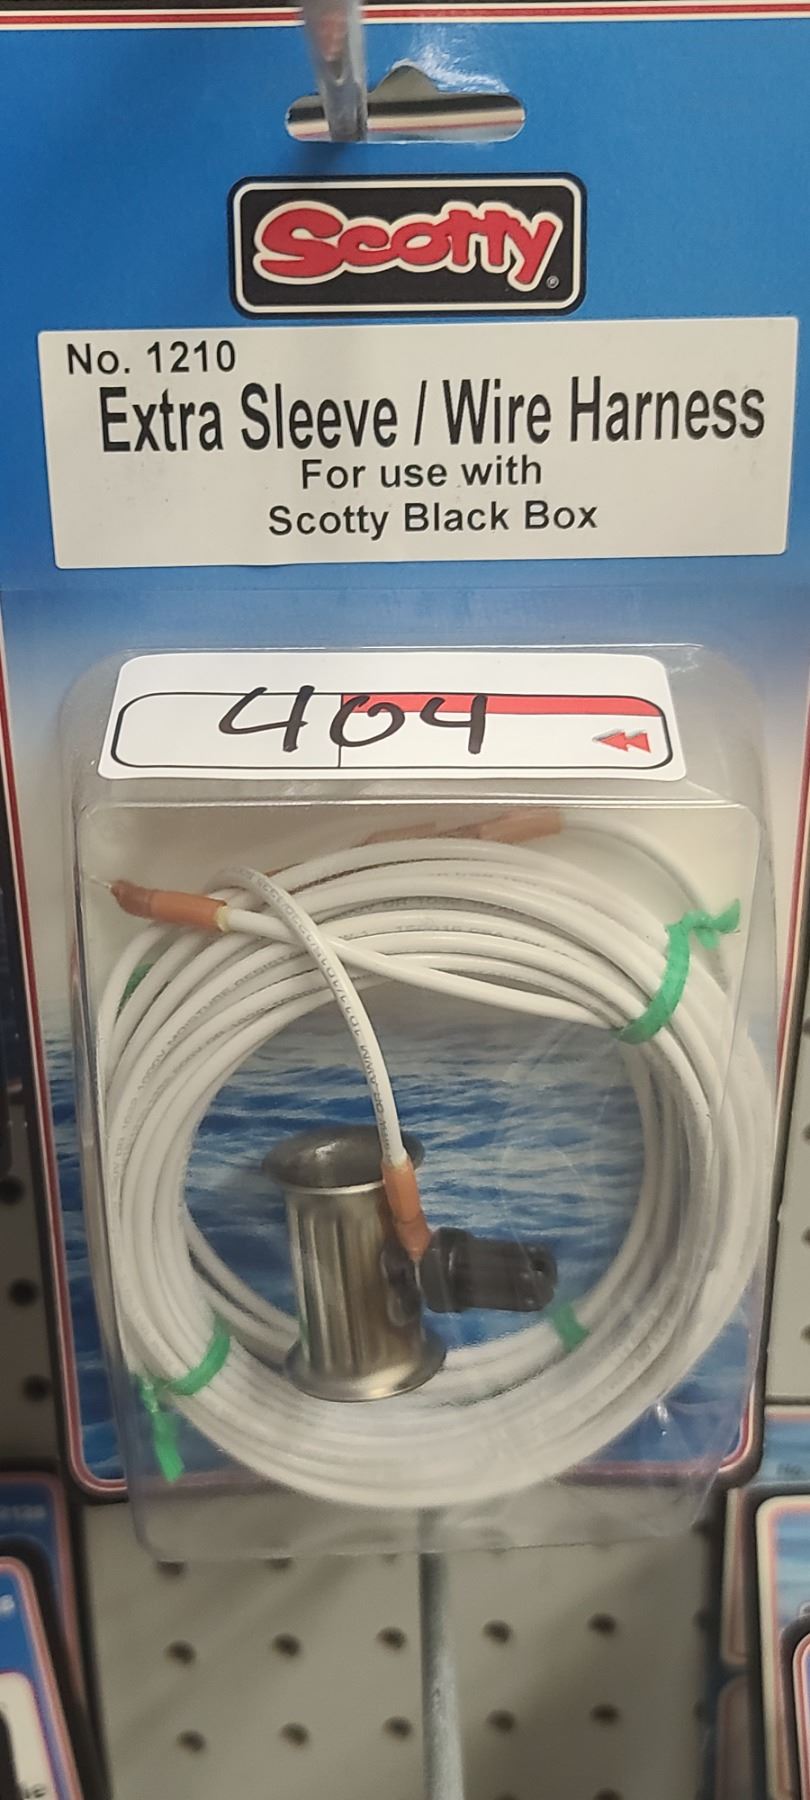 Scotty®
No. 1210
Extra Sleeve / Wire Harness
For use with
Scotty Black Box
404